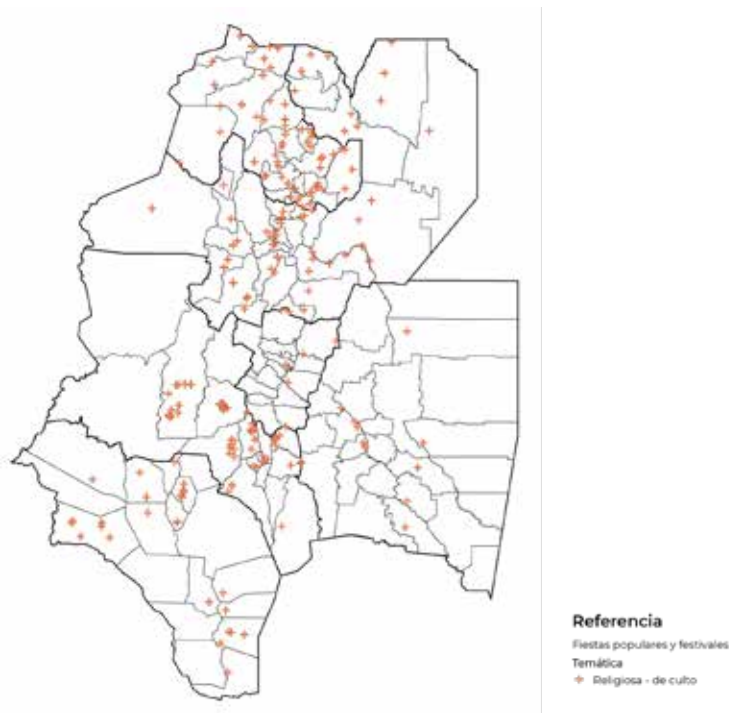 Referencia
Fiestas populares y festivales
Temática
Religiosa - de culto